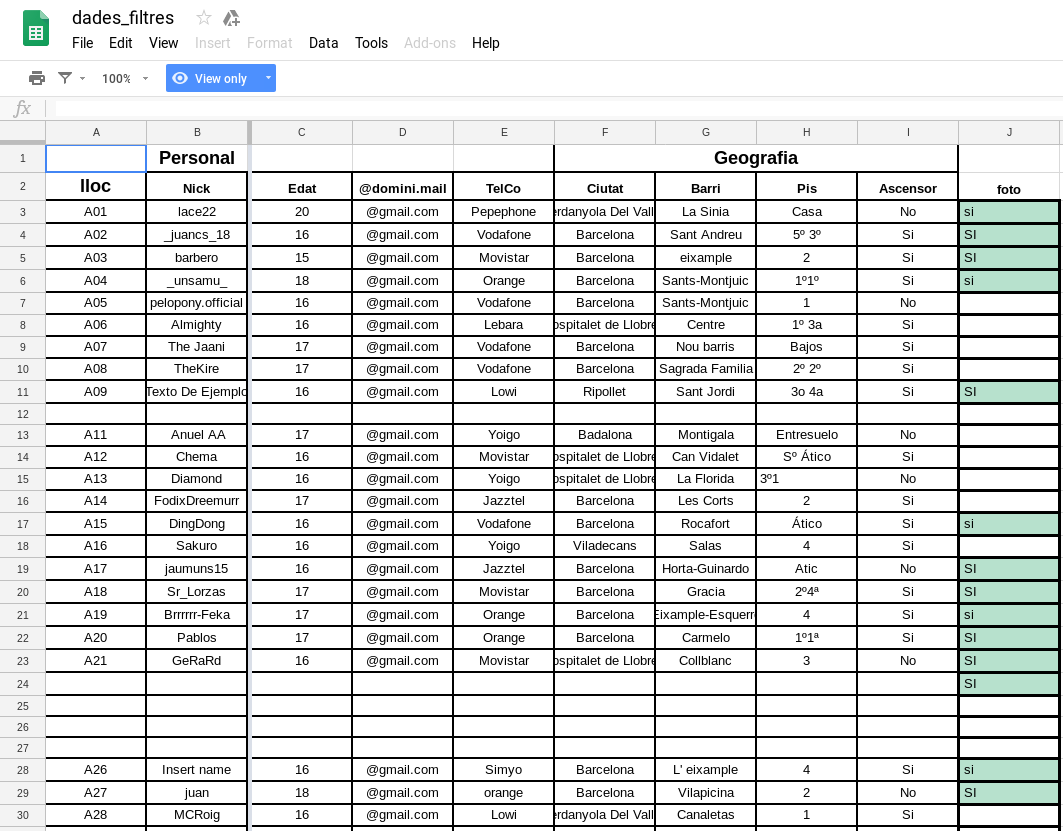 dades_filtres
File Edit View Insert Format Data Tools Add-ons Help
100% View only
fx
A B C D E F G H I J
1 Personal Geografia
2 lloc Nick Edat @domini.mail TelCo Ciutat Barri Pis Ascensor foto
3 A01 lace22 20 @gmail.com Pepephone erdanyola Del Vall La Sinia Casa No si
4 A02 _juancs_18 16 @gmail.com Vodafone Barcelona Sant Andreu 5º 3º Si SI
5 A03 barbero 15 @gmail.com Movistar Barcelona eixample 2 Si SI
6 A04 _unsamu_ 18 @gmail.com Orange Barcelona Sants-Montjuic 1º1º Si si
7 A05 pelopony.official 16 @gmail.com Vodafone Barcelona Sants-Montjuic 1 No
8 A06 Almighty 16 @gmail.com Lebara ospitalet de Llobre Centre 1º 3a Si
9 A07 The Jaani 17 @gmail.com Vodafone Barcelona Nou barris Bajos Si
10 A08 TheKire 17 @gmail.com Vodafone Barcelona Sagrada Familia 2º 2º Si
11 A09 Texto De Ejemplo 16 @gmail.com Lowi Ripollet Sant Jordi 3o 4a Si SI
12
13 A11 Anuel AA 17 @gmail.com Yoigo Badalona Montigala Entresuelo No
14 A12 Chema 16 @gmail.com Movistar ospitalet de Llobre Can Vidalet Sº Ático Si
15 A13 Diamond 16 @gmail.com Yoigo ospitalet de Llobre La Florida 3º1 No
16 A14 FodixDreemurr 17 @gmail.com Jazztel Barcelona Les Corts 2 Si
17 A15 DingDong 16 @gmail.com Vodafone Barcelona Rocafort Ático Si si
18 A16 Sakuro 16 @gmail.com Yoigo Viladecans Salas 4 Si
19 A17 jaumuns15 16 @gmail.com Jazztel Barcelona Horta-Guinardo Atic No SI
20 A18 Sr_Lorzas 17 @gmail.com Movistar Barcelona Gracia 2º4ª Si SI
21 A19 Brrrrrr-Feka 17 @gmail.com Orange Barcelona Eixample-Esquerr 4 Si si
22 A20 Pablos 17 @gmail.com Orange Barcelona Carmelo 1º1ª Si SI
23 A21 GeRaRd 16 @gmail.com Movistar ospitalet de Llobre Collblanc 3 No SI
24 SI
25
26
27
28 A26 Insert name 16 @gmail.com Simyo Barcelona L' eixample 4 Si si
29 A27 juan 18 @gmail.com orange Barcelona Vilapicina 2 No SI
30 A28 MCRoig 16 @gmail.com Lowi erdanyola Del Vall Canaletas 1 Si